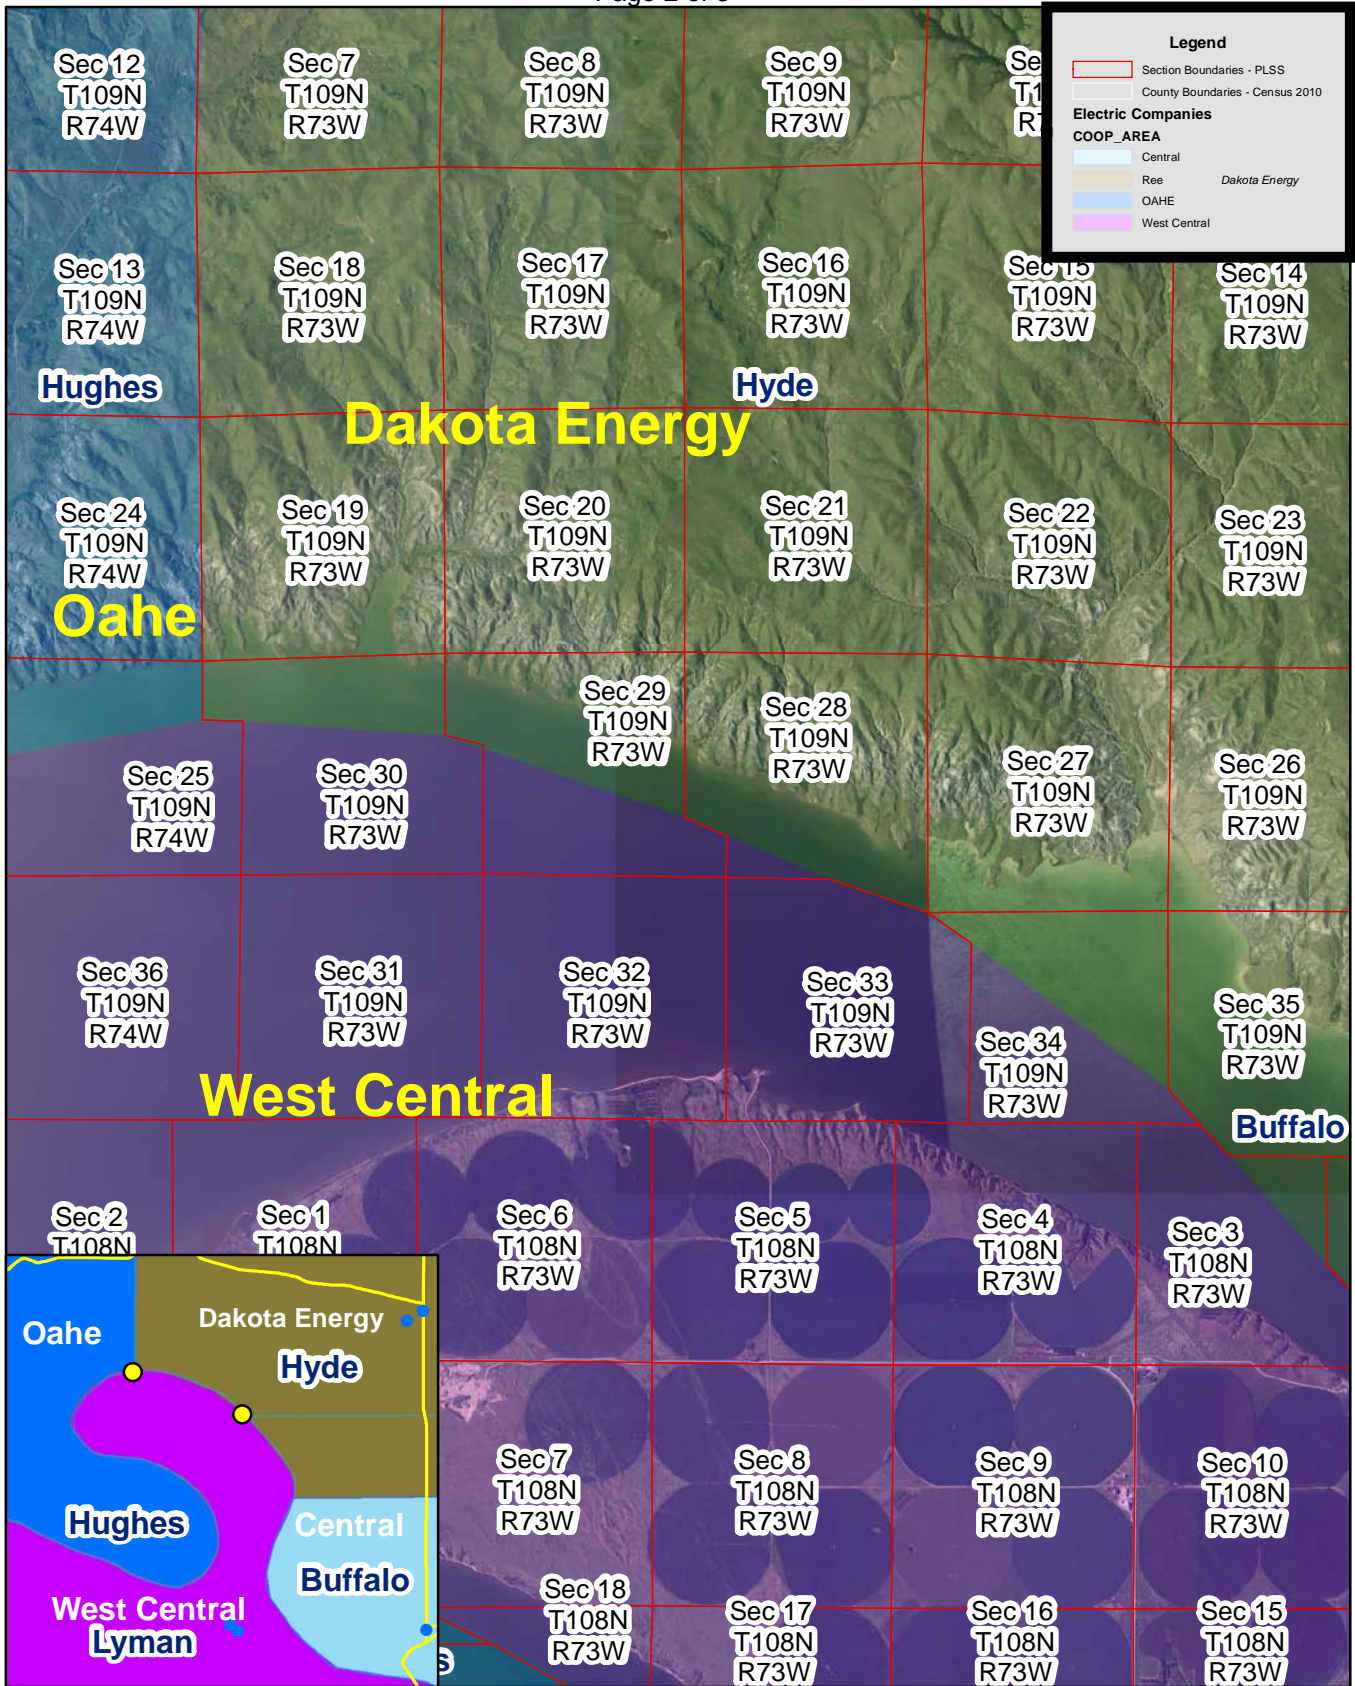 Legend
Section Boundaries - PLSS
County Boundaries - Census 2010
Electric Companies
COOP_AREA
Central
Ree Dakota Energy
OAHE
West Central
Sec 12
T109N
R74W
Sec 7
T109N
R73W
Sec 8
T109N
R73W
Sec 9
T109N
R73W
Sec 13
T109N
R74W
Sec 18
T109N
R73W
Sec 17
T109N
R73W
Sec 16
T109N
R73W
Sec 15
T109N
R73W
Sec 14
T109N
R73W
Hughes
Hyde
Dakota Energy
Sec 24
T109N
R74W
Sec 19
T109N
R73W
Sec 20
T109N
R73W
Sec 21
T109N
R73W
Sec 22
T109N
R73W
Sec 23
T109N
R73W
Oahe
Sec 25
T109N
R74W
Sec 30
T109N
R73W
Sec 29
T109N
R73W
Sec 28
T109N
R73W
Sec 27
T109N
R73W
Sec 26
T109N
R73W
Sec 36
T109N
R74W
Sec 31
T109N
R73W
Sec 32
T109N
R73W
Sec 33
T109N
R73W
Sec 34
T109N
R73W
Sec 35
T109N
R73W
West Central
Buffalo
Sec 2
T108N
Sec 1
T108N
Sec 6
T108N
R73W
Sec 5
T108N
R73W
Sec 4
T108N
R73W
Sec 3
T108N
R73W
Sec 7
T108N
R73W
Sec 8
T108N
R73W
Sec 9
T108N
R73W
Sec 10
T108N
R73W
Sec 18
T108N
R73W
Sec 17
T108N
R73W
Sec 16
T108N
R73W
Sec 15
T108N
R73W
Oahe
Dakota Energy
Hyde
Hughes
Central
Buffalo
West Central
Lyman